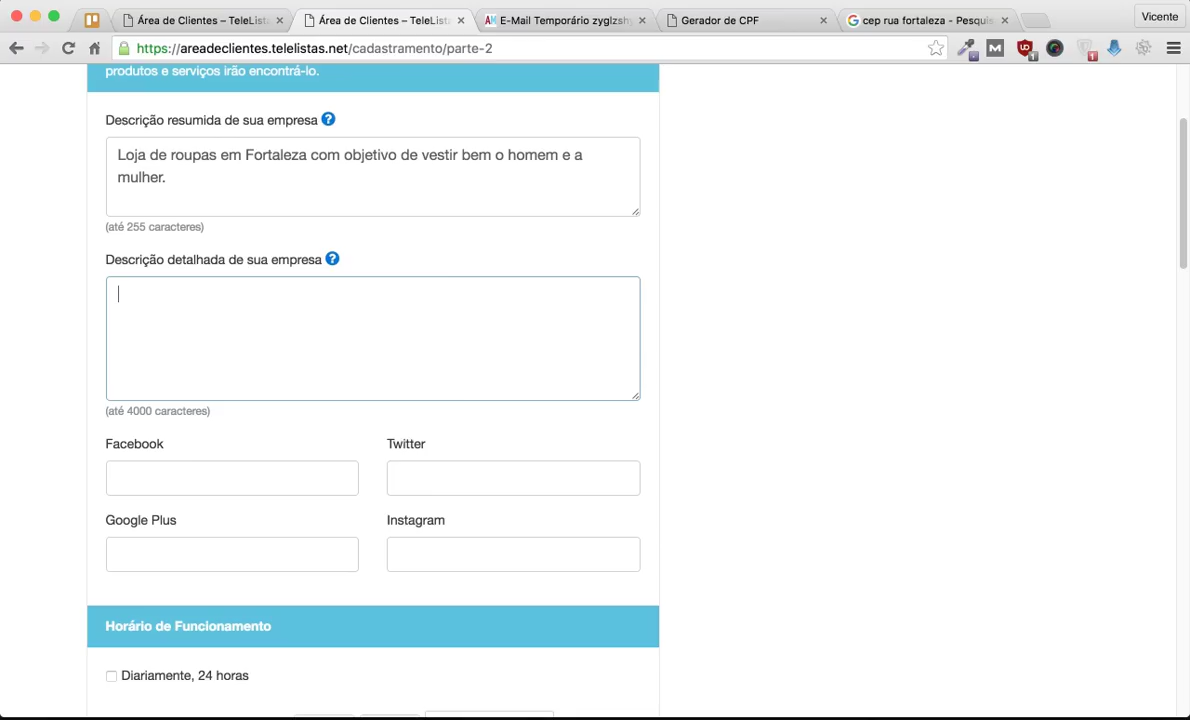 Área de Clientes – TeleLista
Área de Clientes – TeleLista
E-Mail Temporário zyglzshg
Gerador de CPF
cep rua fortaleza - Pesquis
Vicente
https://areadeclientes.telelistas.net/cadastramento/parte-2
produtos e serviços irão encontrá-lo.
Descrição resumida de sua empresa ?
Loja de roupas em Fortaleza com objetivo de vestir bem o homem e a
mulher.
(até 255 caracteres)
Descrição detalhada de sua empresa ?
(até 4000 caracteres)
Facebook
Twitter
Google Plus
Instagram
Horário de Funcionamento
Diariamente, 24 horas